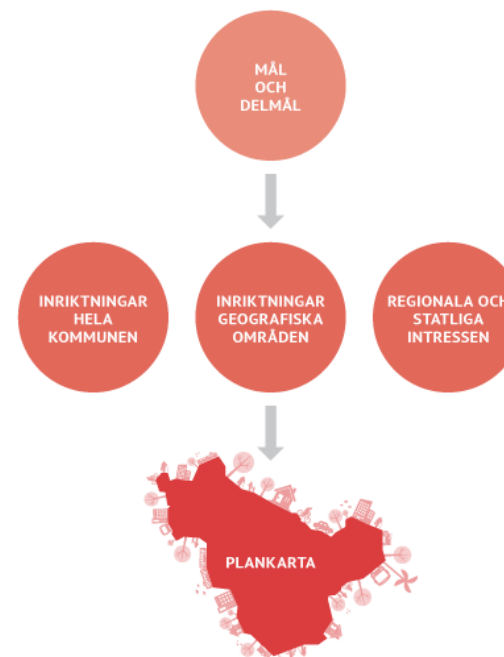 MÅL
OCH
DELMÅL
INRIKTNINGAR
HELA
KOMMUNEN
INRIKTNINGAR
GEOGRAFISKA
OMRÅDEN
REGIONALA OCH
STATLIGA
INTRESSEN
PLANKARTA